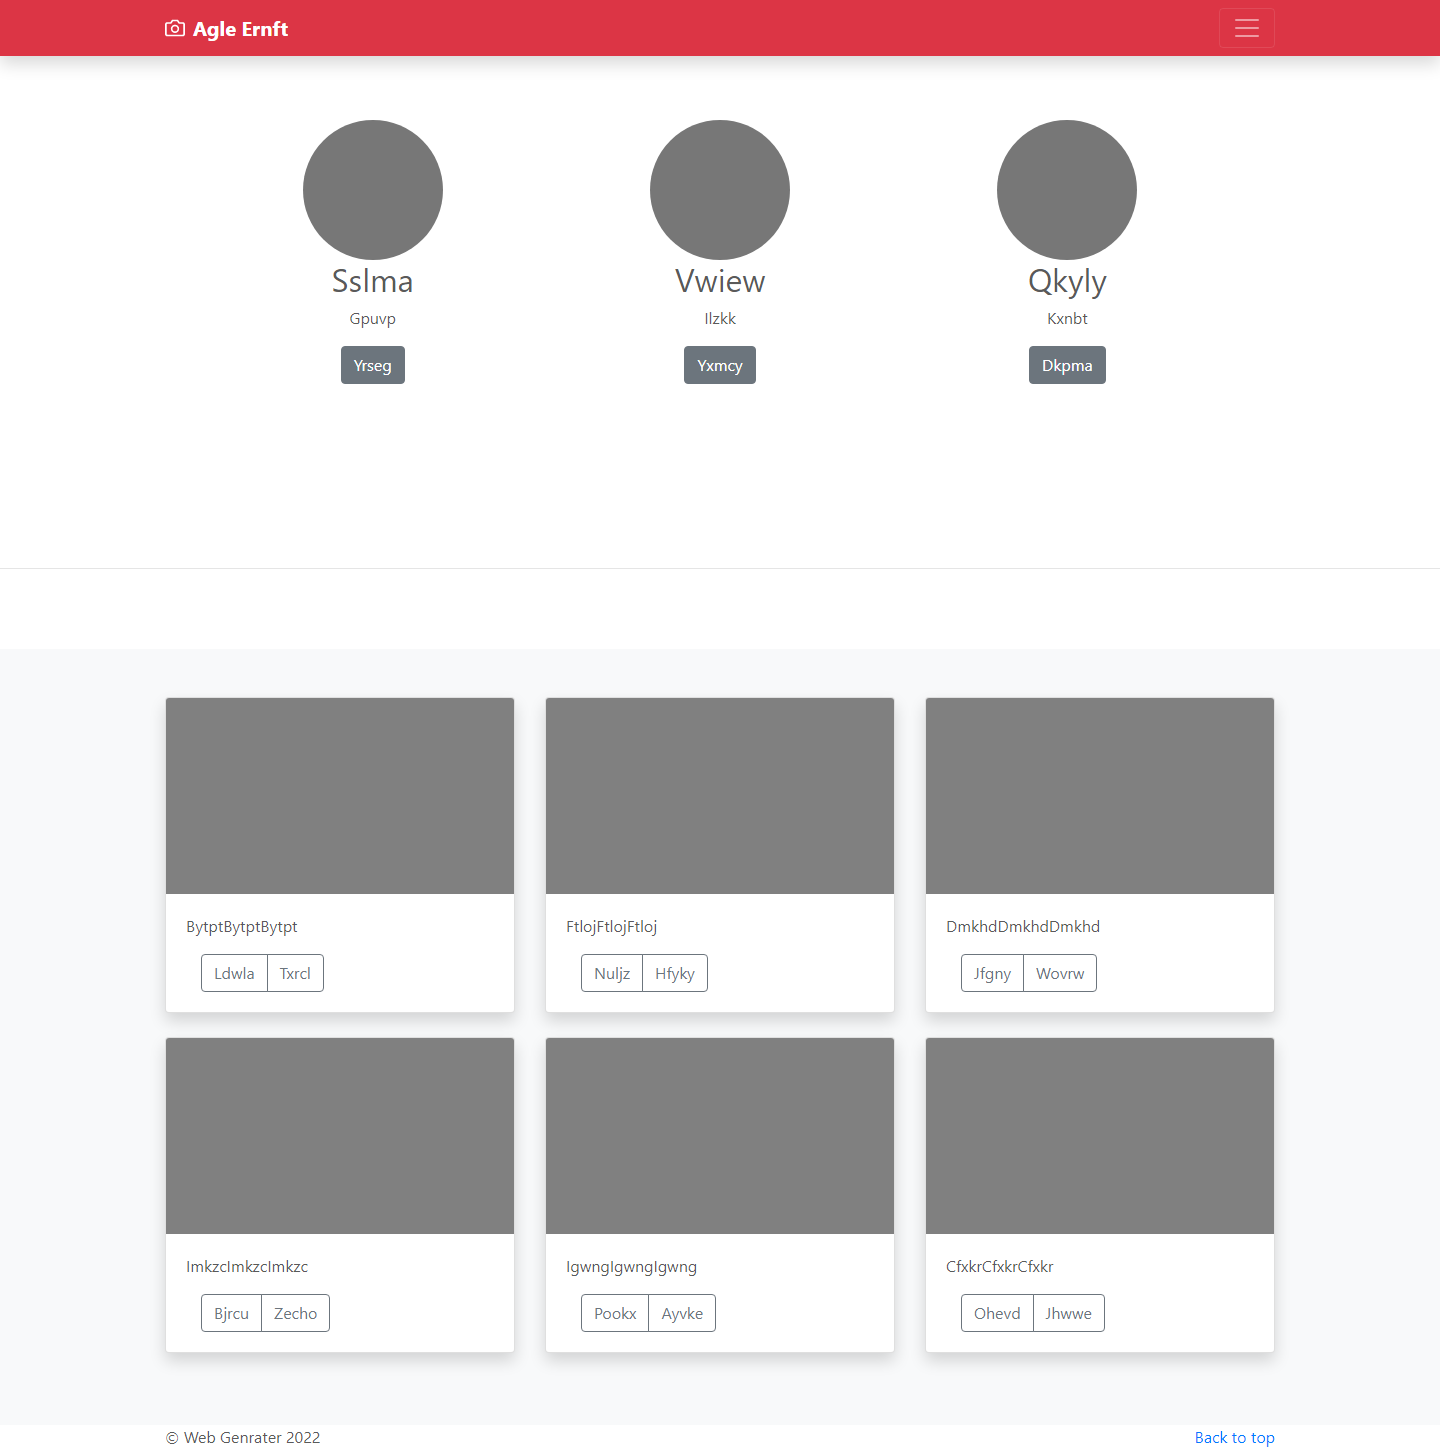 Agle Ernft
Sslma
Vwiew
Qkyly
Gpuvp
Ilzkk
Kxnbt
Yrseg
Yxmcy
Dkpma
BytptBytptBytpt
FtlojFtlojFtloj
DmkhdDmkhdDmkhd
Ldwla Txrcl
Nuljz Hfyky
Jfgny Wovrw
ImkzcImkzcImkzc
IgwngIgwngIgwng
CfxkrCfxkrCfxkr
Bjrcu Zecho
Pookx Ayvke
Ohevd Jhwwe
© Web Genrater 2022
Back to top